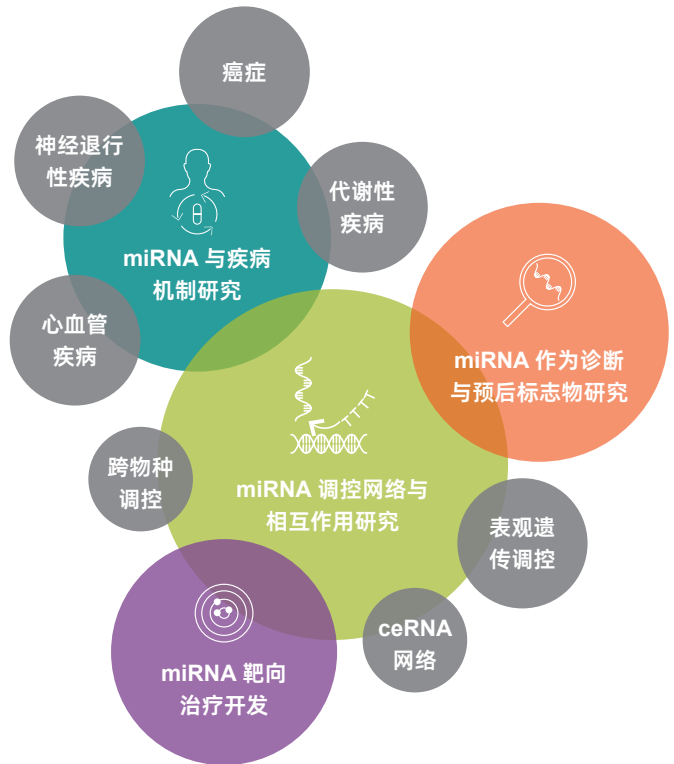 癌症
神经退行
性疾病
代谢性
疾病
miRNA 与疾病
机制研究
心血管
疾病
miRNA 作为诊断
与预后标志物研究
跨物种
调控
miRNA 调控网络与
相互作用研究
表观遗
传调控
ceRNA
网络
miRNA 靶向
治疗开发